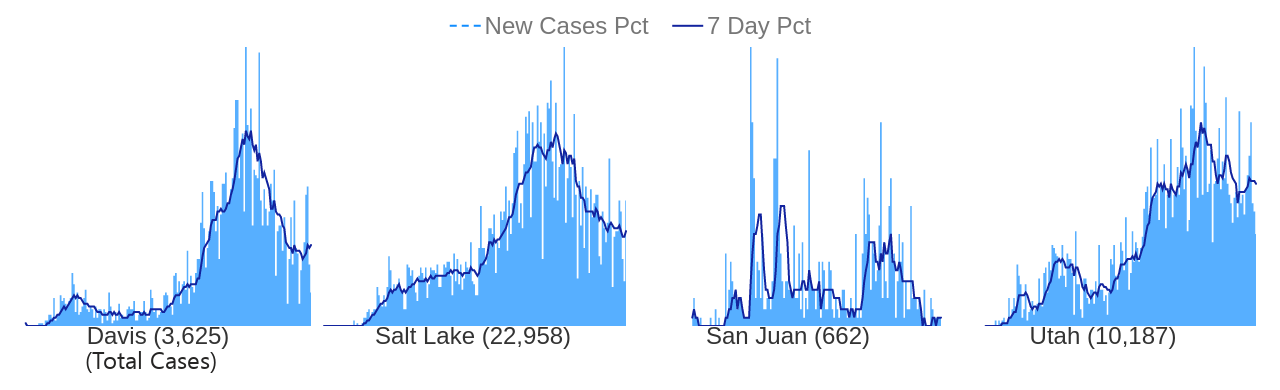 New Cases Pct 7 Day Pct
Davis (3,625) Salt Lake (22,958) San Juan (662) Utah (10,187)
(Total Cases)